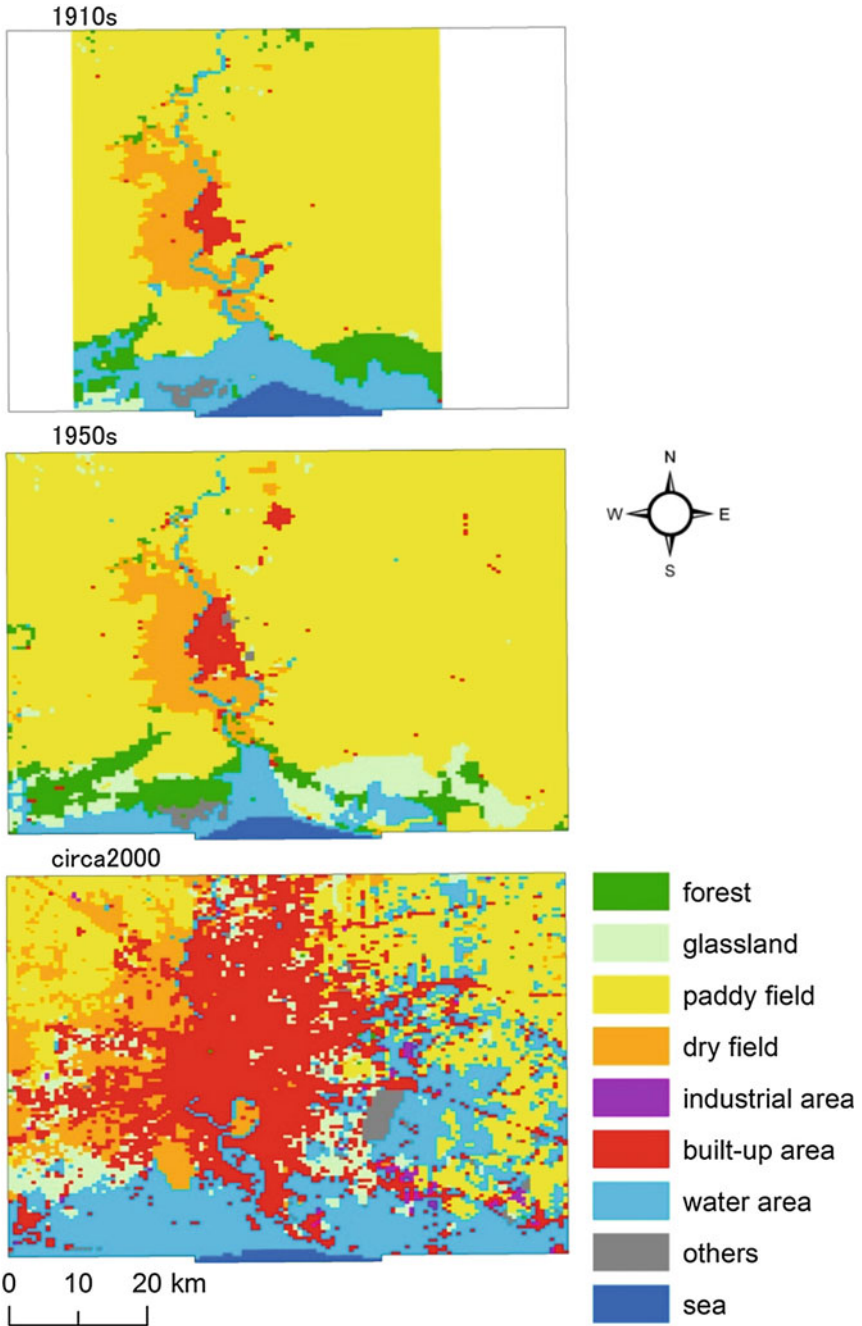 1910s
1950s
N
W E
S
circa2000
forest
glassland
paddy field
dry field
industrial area
built-up area
water area
others
sea
0 10 20 km